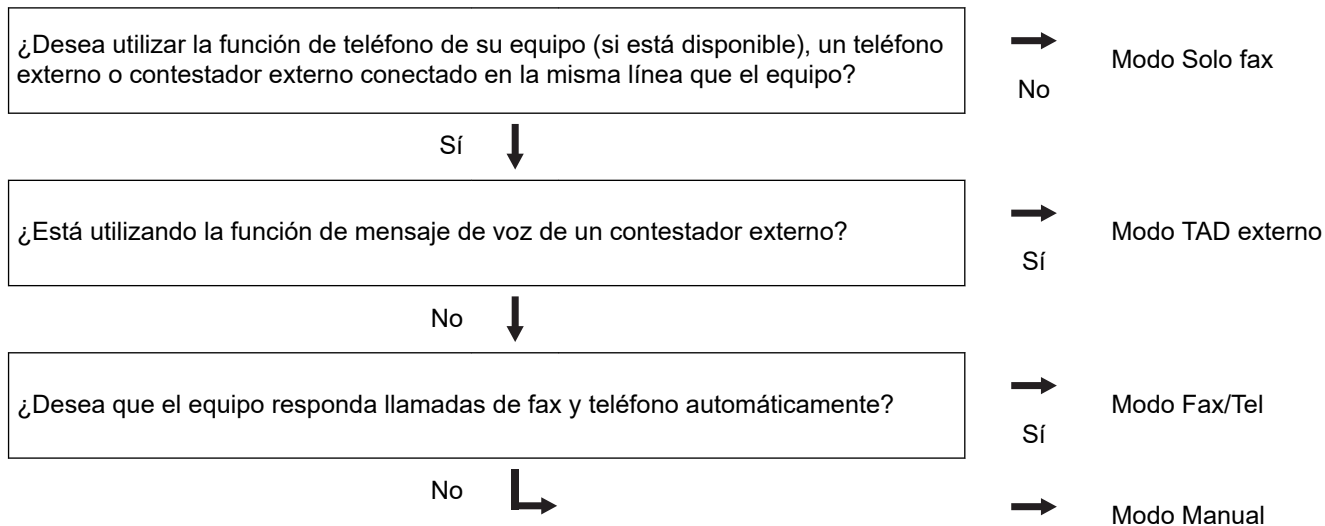 ¿Desea utilizar la función de teléfono de su equipo (si está disponible), un teléfono
externo o contestador externo conectado en la misma línea que el equipo?
No
Modo Solo fax
Sí
¿Está utilizando la función de mensaje de voz de un contestador externo?
Sí
Modo TAD externo
No
¿Desea que el equipo responda llamadas de fax y teléfono automáticamente?
Sí
Modo Fax/Tel
No
Modo Manual